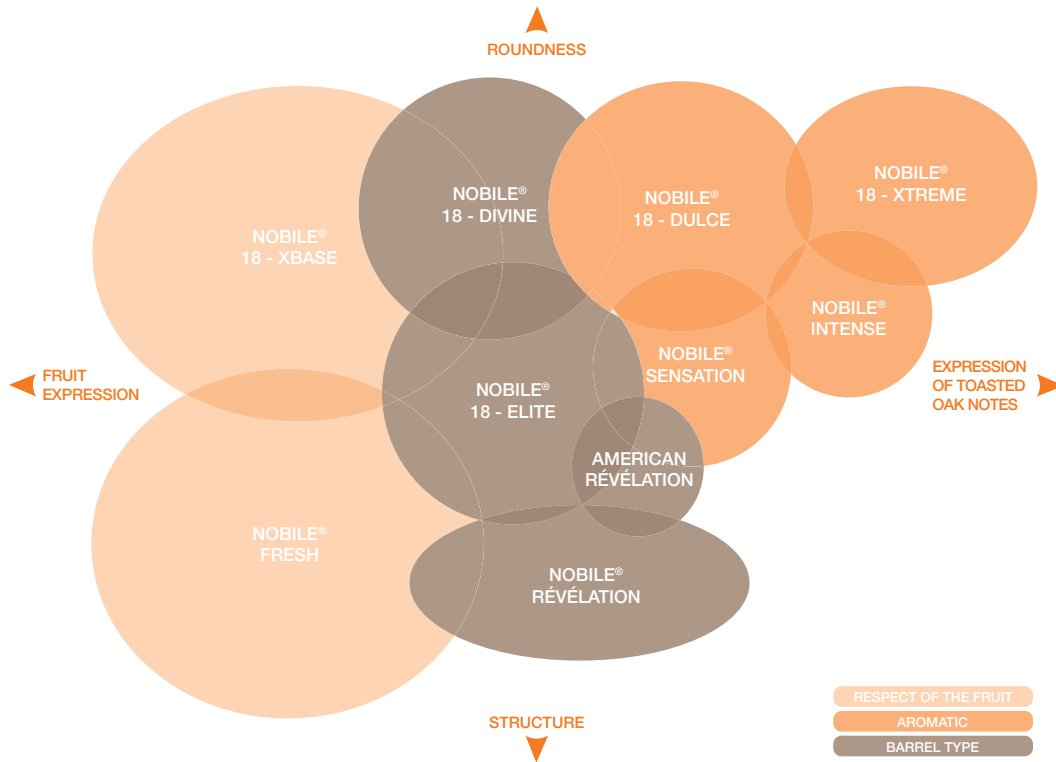 ROUNDNESS
NOBILE®
18 - DIVINE
NOBILE®
18 - DULCE
NOBILE®
18 - XTREME
NOBILE®
18 - XBASE
NOBILE®
INTENSE
NOBILE®
SENSATION
FRUIT
EXPRESSION
NOBILE®
18 - ELITE
EXPRESSION
OF TOASTED
OAK NOTES
AMERICAN
RÉVÉLATION
NOBILE®
FRESH
NOBILE®
RÉVÉLATION
STRUCTURE
RESPECT OF THE FRUIT
AROMATIC
BARREL TYPE